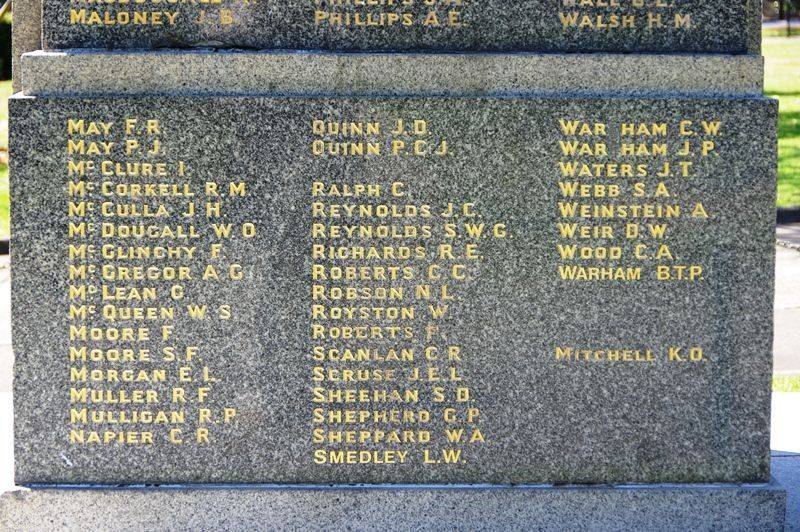 Maloney J.B.
Phillips A.E.
Walsh H.M.
May F.R.
May P.J.
McClure I.
McCorkell R.M.
McCulla J.H.
McDougall W.O
McGlinchy F.
McGregor A.G
McLean G
McQueen W.S
Moore F
Moore S.F.
Morgan E.L.
Muller R.F.
Mulligan R.P.
Napier C.R
Quinn J.D.
Quinn P.C.J.
Ralph C.
Reynolds J.C.
Reynolds S.W.G.
Richards R.E.
Roberts C.C.
Robson N.L.
Royston W.
Roberts F.
Scanlan C.R
Scruse J.E.L
Sheehan S.D.
Shepherd G.P.
Sheppard W.A
Smedley L.W.
War ham C.W.
War ham J.P.
Waters J.T.
Webb S.A.
Weinstein A.
Weir D.W.
Wood C.A.
Warham B.T.P.
Mitchell K.O.